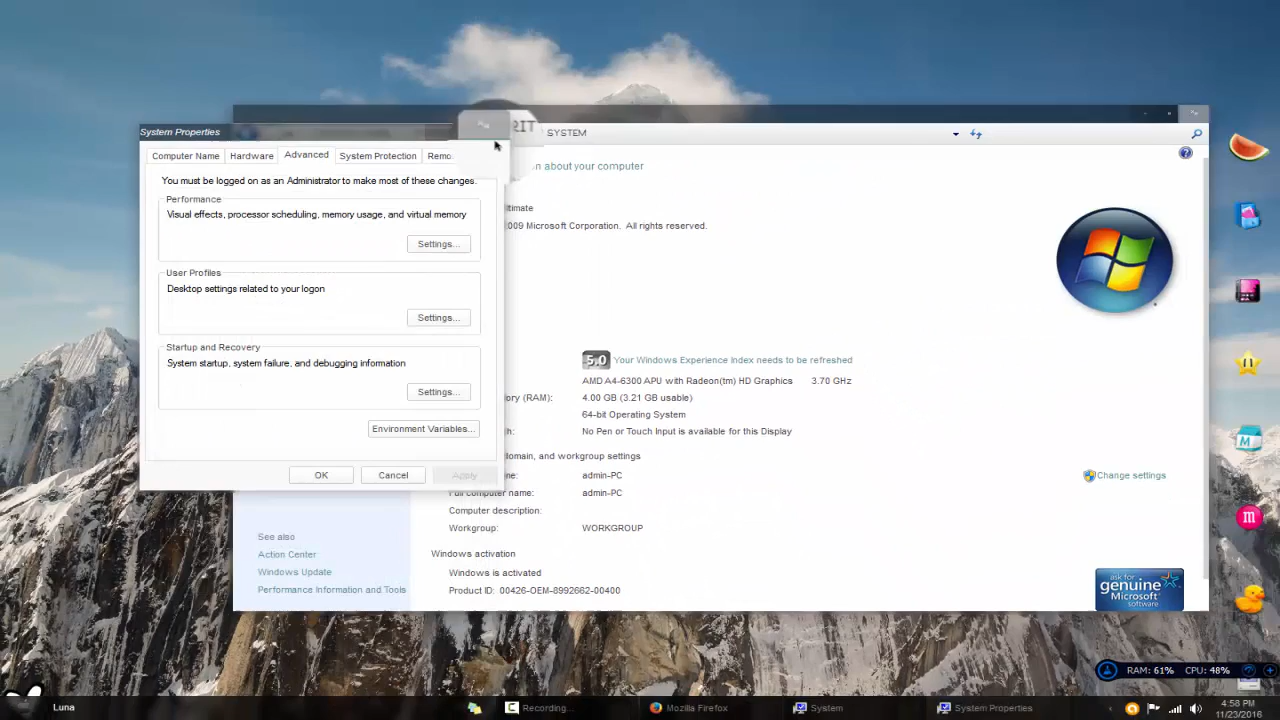 System Properties
RIT
SYSTEM
Computer Name
Hardware
Advanced
System Protection
Remo
You must be logged on as an Administrator to make most of these changes.
Performance
Visual effects, processor scheduling, memory usage, and virtual memory
Settings...
User Profiles
Desktop settings related to your logon
Settings...
Startup and Recovery
System startup, system failure, and debugging information
Settings...
Environment Variables...
OK
Cancel
Apply
n about your computer
ltimate
009 Microsoft Corporation. All rights reserved.
5.0 Your Windows Experience Index needs to be refreshed
AMD A4-6300 APU with Radeon(tm) HD Graphics 3.70 GHz
ory (RAM): 4.00 GB (3.21 GB usable)
64-bit Operating System
h: No Pen or Touch Input is available for this Display
domain, and workgroup settings
me: admin-PC
Change settings
Full computer name: admin-PC
Computer description:
Workgroup: WORKGROUP
Windows activation
Windows is activated
Product ID: 00426-OEM-8992662-00400
See also
Action Center
Windows Update
Performance Information and Tools
ask for
genuine
Microsoft
software
M
m
RAM: 61% CPU: 48%
Luna
Recording...
Mozilla Firefox
System
System Properties
4:58 PM
11/23/2016